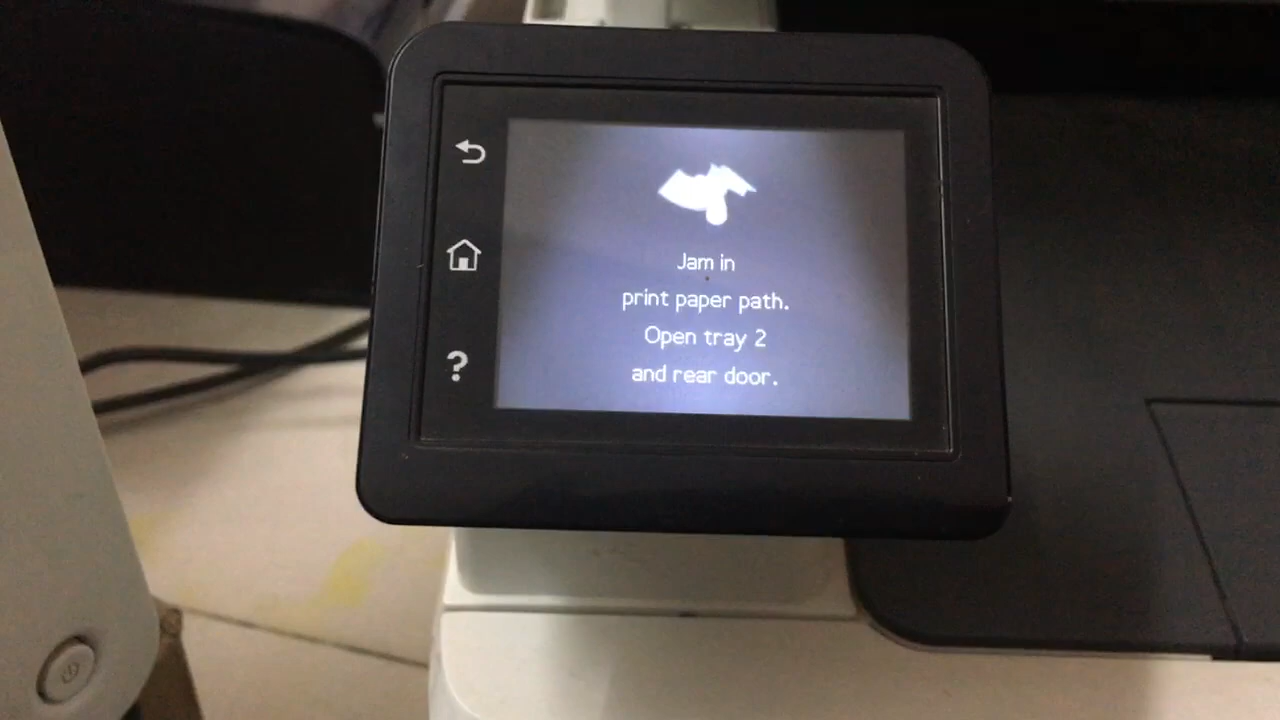 Jam in
print paper path.
Open tray 2
and rear door.
?